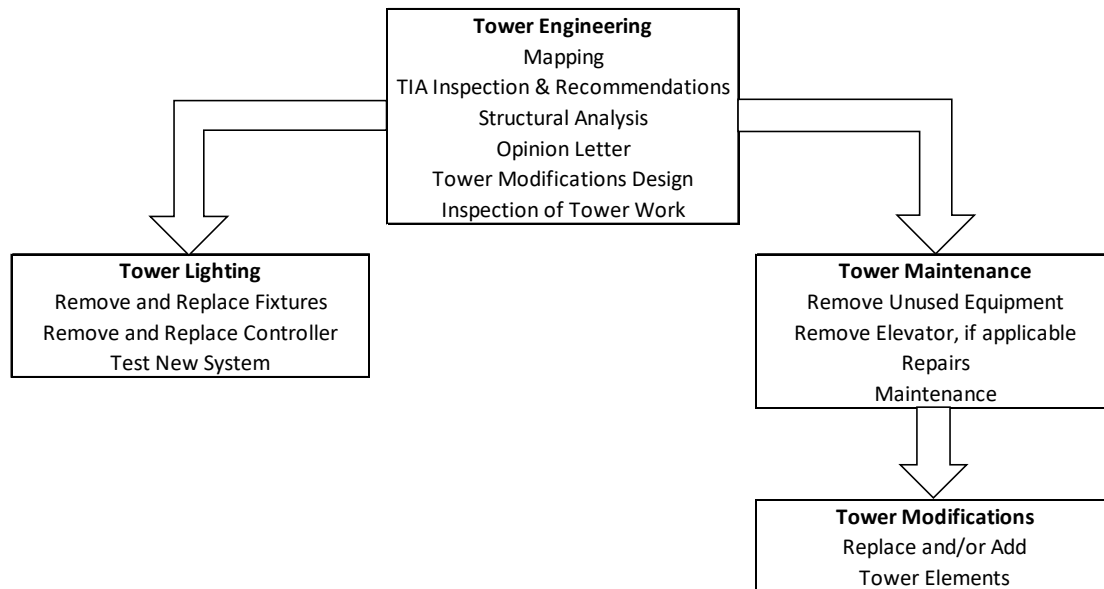 Tower Engineering
Mapping
TIA Inspection & Recommendations
Structural Analysis
Opinion Letter
Tower Modifications Design
Inspection of Tower Work
Tower Lighting
Remove and Replace Fixtures
Remove and Replace Controller
Test New System
Tower Maintenance
Remove Unused Equipment
Remove Elevator, if applicable
Repairs
Maintenance
Tower Modifications
Replace and/or Add
Tower Elements